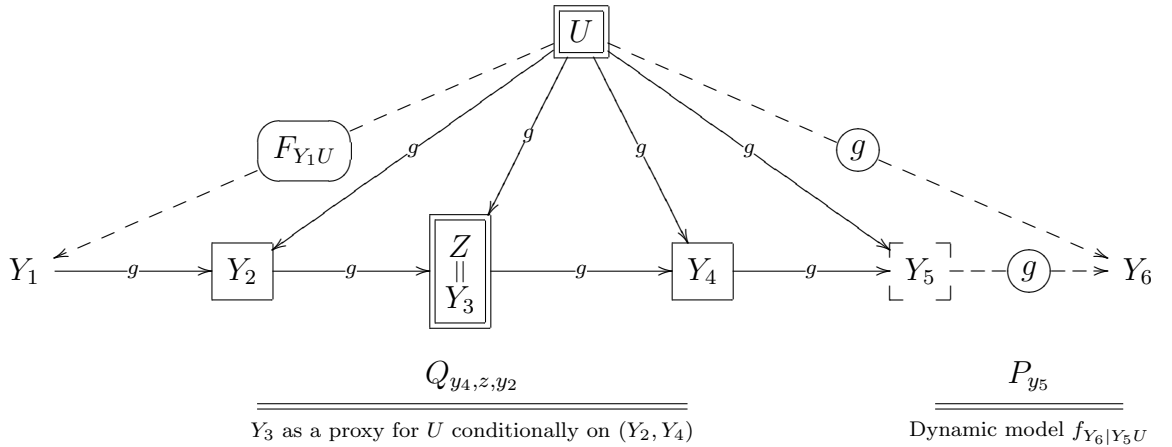 U
F_{Y_1U} g g g g g
Z
=
Y_1 g Y_2 g Y_3 g Y_4 g Y_5 g Y_6
Q_{y_4,z,y_2} P_{y_5}
Y_3 as a proxy for U conditionally on (Y_2, Y_4) Dynamic model f_{Y_6|Y_5U}